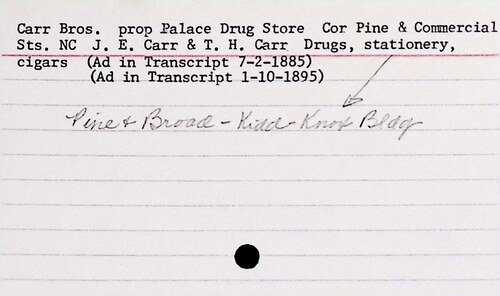 Carr Bros.  prop Palace Drug Store  Cor Pine & Commercial
Sts. NC  J. E. Carr & T. H. Carr  Drugs, stationery,
cigars  (Ad in Transcript 7-2-1885)
(Ad in Transcript 1-10-1895)
Pine & Broad - Kidd-Knox Bldg